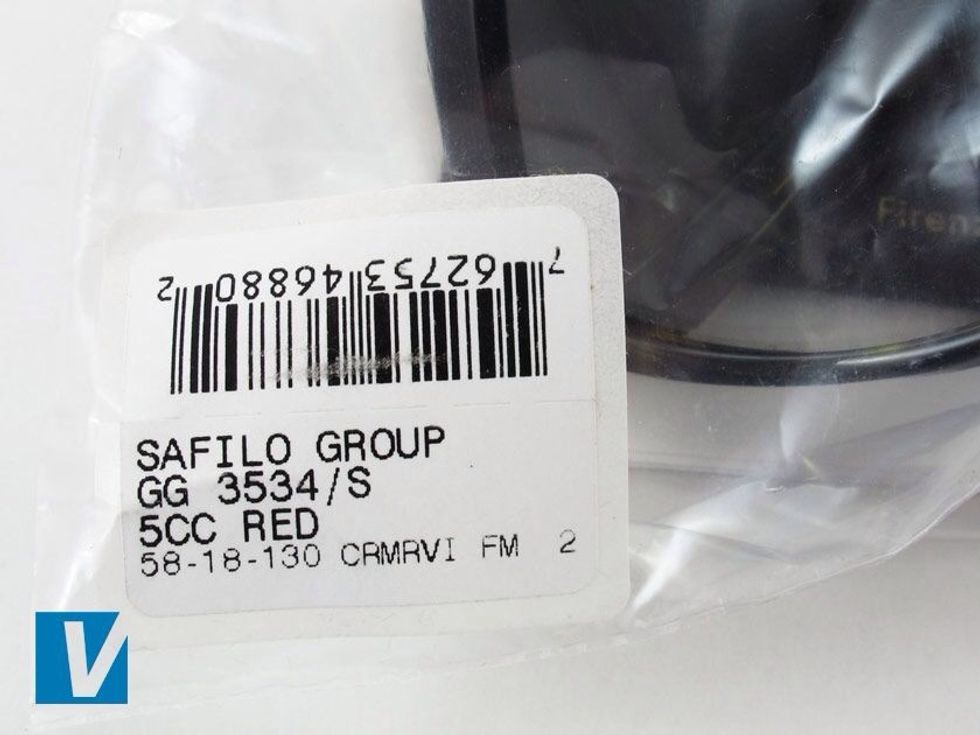 7 62753 46880 2
SAFILO GROUP
GG 3534/S
5CC RED
58-18-130 CRMRVI FM 2
V